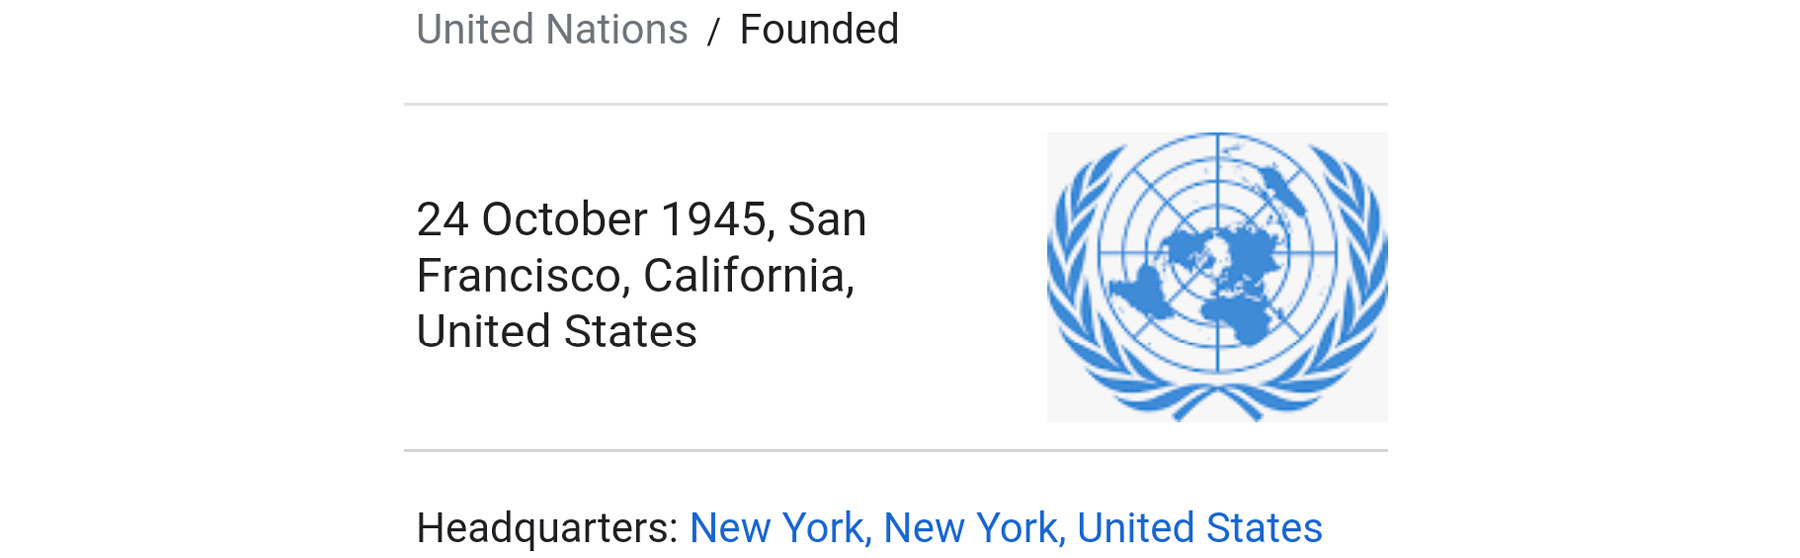 United Nations / Founded
24 October 1945, San
Francisco, California,
United States
Headquarters: New York, New York, United States